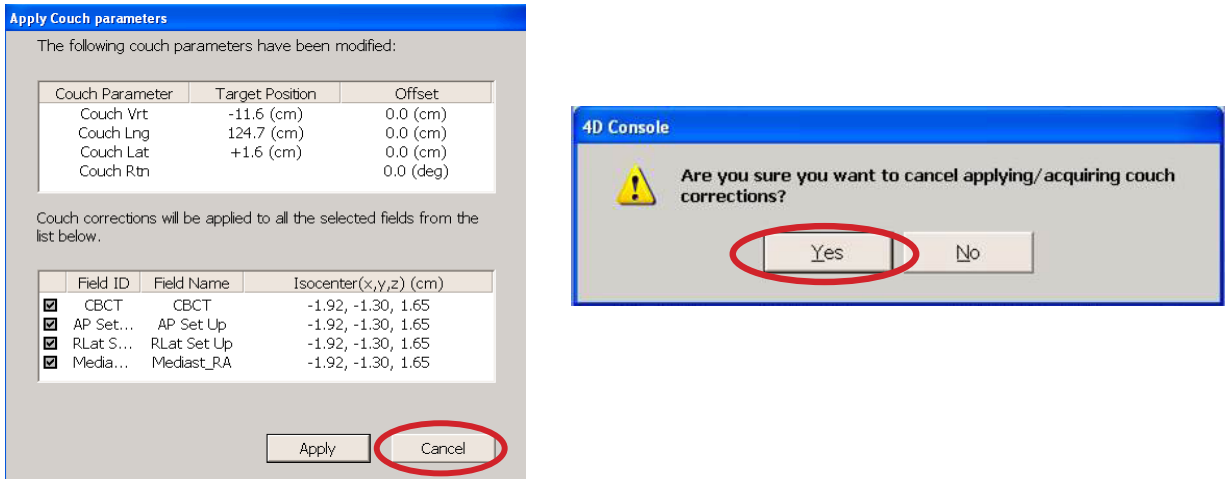 Apply Couch parameters
The following couch parameters have been modified:
Couch Parameter Target Position Offset
Couch Vrt -11.6 (cm) 0.0 (cm)
Couch Lng 124.7 (cm) 0.0 (cm)
Couch Lat +1.6 (cm) 0.0 (cm)
Couch Rtn 0.0 (deg)
Couch corrections will be applied to all the selected fields from the
list below.
Field ID Field Name Isocenter(x,y,z) (cm)
CBCT CBCT -1.92, -1.30, 1.65
AP Set... AP Set Up -1.92, -1.30, 1.65
RLat S... RLat Set Up -1.92, -1.30, 1.65
Media... Mediast_RA -1.92, -1.30, 1.65
Apply Cancel
4D Console
Are you sure you want to cancel applying/acquiring couch
corrections?
Yes No